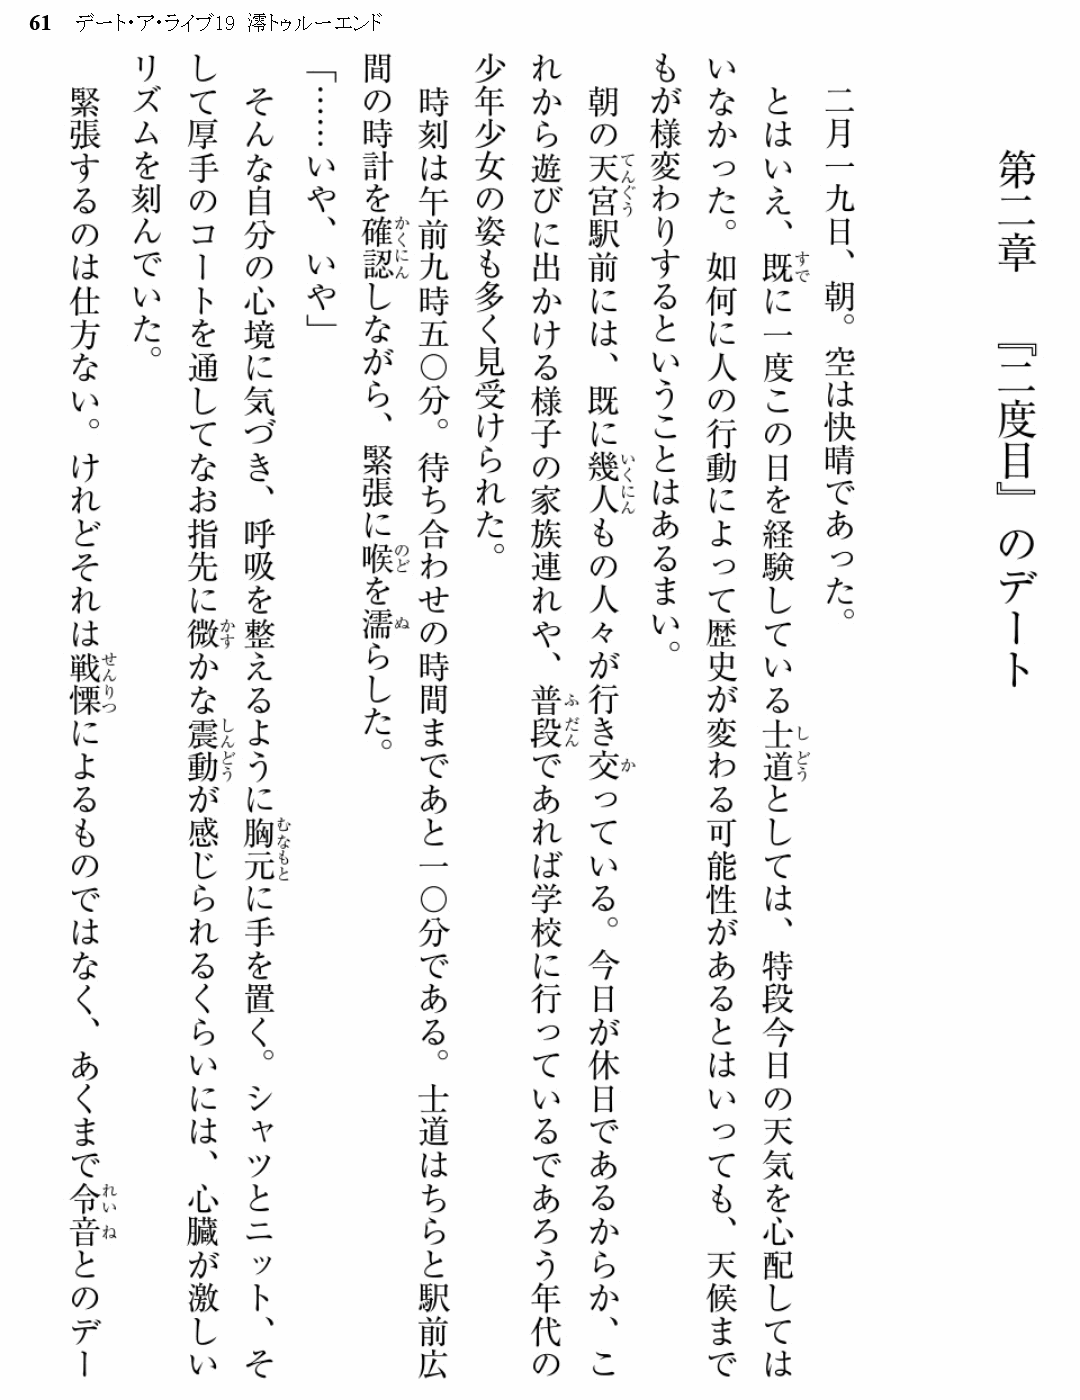 61 デート・ア・ライブ19 澪トゥルーエンド
第二章 『二度目』のデート
二月一九日、朝。空は快晴であった。
とはいえ、既に一度この日を経験している士道としては、特段今日の天気を心配しては
いなかった。如何に人の行動によって歴史が変わる可能性があるとはいっても、天候まで
もが様変わりするということはあるまい。
朝の天宮駅前には、既に幾人もの人々が行き交っている。今日が休日であるからか、こ
れから遊びに出かける様子の家族連れや、普段であれば学校に行っているであろう年代の
少年少女の姿も多く見受けられた。
時刻は午前九時五〇分。待ち合わせの時間まであと一〇分である。士道はちらと駅前広
間の時計を確認しながら、緊張に喉を濡らした。
「……いや、いや」
そんな自分の心境に気づき、呼吸を整えるように胸元に手を置く。シャツとニット、そ
して厚手のコートを通してなお指先に微かな震動が感じられるくらいには、心臓が激しい
リズムを刻んでいた。
緊張するのは仕方ない。けれどそれは戦慄によるものではなく、あくまで令音とのデー